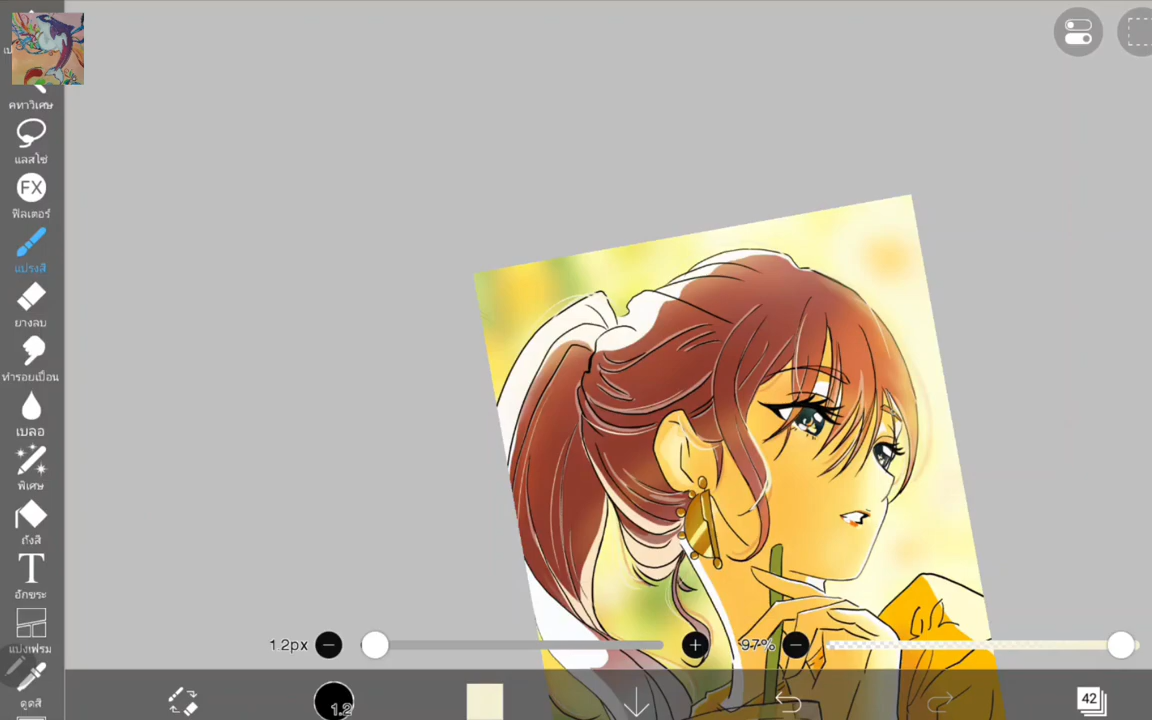 คทาวิเศษ
แลสโซ่
FX
ฟิลเตอร์
แปรงสี
ยางลบ
ทำรอยเปื้อน
เบลอ
พิเศษ
ถังสี
T
อักขระ
แบ่งเฟรม
ดูดสี
1.2px
97%
1.2
42